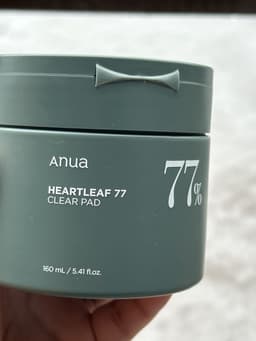 Anua
77%
HEARTLEAF 77
CLEAR PAD
160 mL / 5.41 fl.oz.